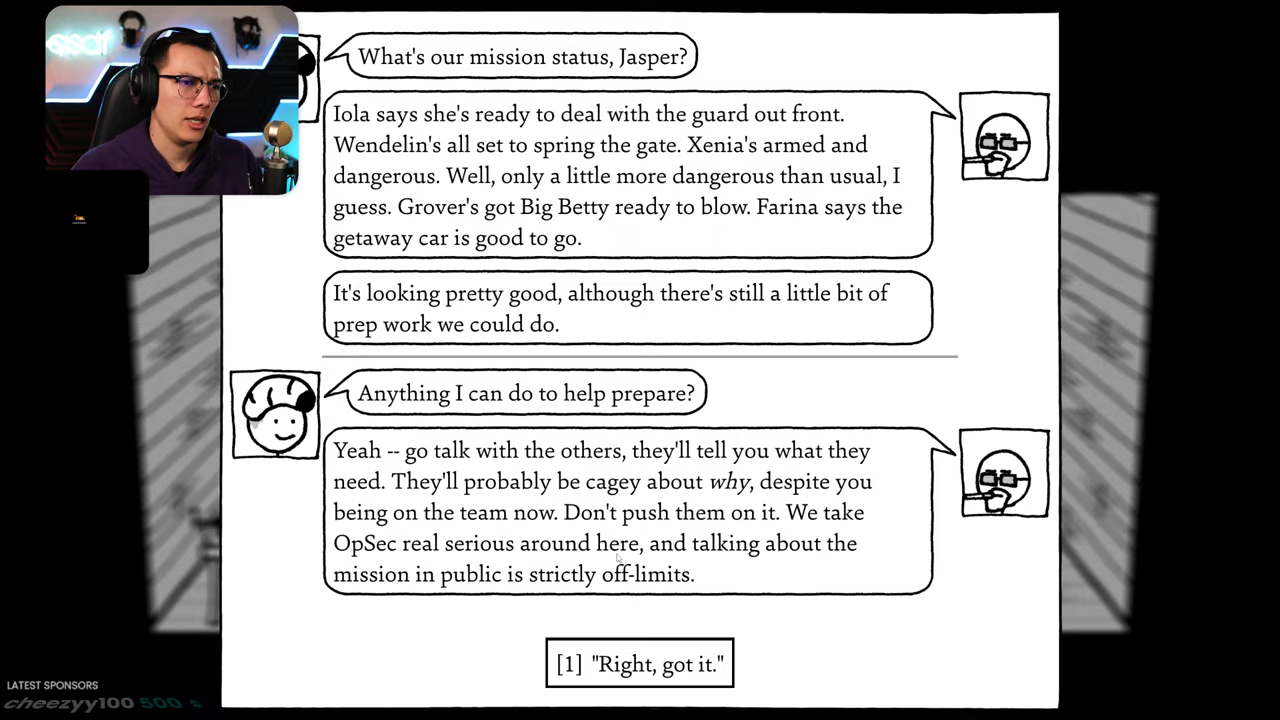 asdf
What's our mission status, Jasper?
Iola says she's ready to deal with the guard out front.
Wendelin's all set to spring the gate. Xenia's armed and
dangerous. Well, only a little more dangerous than usual, I
guess. Grover's got Big Betty ready to blow. Farina says the
getaway car is good to go.
It's looking pretty good, although there's still a little bit of
prep work we could do.
Anything I can do to help prepare?
Yeah -- go talk with the others, they'll tell you what they
need. They'll probably be cagey about why, despite you
being on the team now. Don't push them on it. We take
OpSec real serious around here, and talking about the
mission in public is strictly off-limits.
[1] "Right, got it."
LATEST SPONSORS
cheezyy100 500